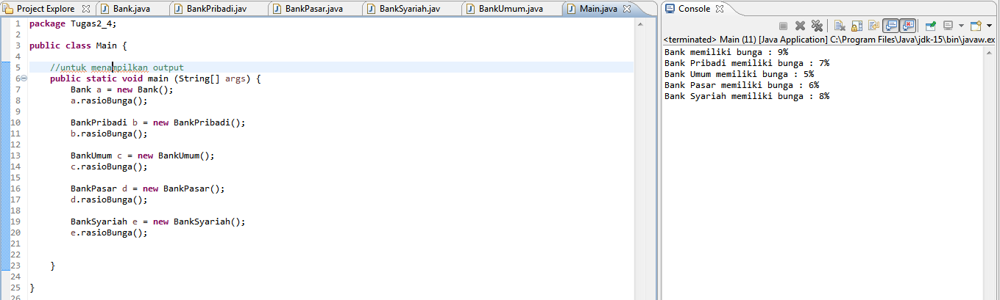 Project Explore Bank.java BankPribadi.jav BankPasar.java BankSyariah.jav BankUmum.java Main.java
1 package Tugas2_4;
2
3 public class Main {
4
5 //untuk menampilkan output
6 public static void main (String[] args) {
7 Bank a = new Bank();
8 a.rasioBunga();
9
10 BankPribadi b = new BankPribadi();
11 b.rasioBunga();
12
13 BankUmum c = new BankUmum();
14 c.rasioBunga();
15
16 BankPasar d = new BankPasar();
17 d.rasioBunga();
18
19 BankSyariah e = new BankSyariah();
20 e.rasioBunga();
21
22
23 }
24
25 }
26
Console
<terminated> Main (11) [Java Application] C:\Program Files\Java\jdk-15\bin\javaw.ex
Bank memiliki bunga : 9%
Bank Pribadi memiliki bunga : 7%
Bank Umum memiliki bunga : 5%
Bank Pasar memiliki bunga : 6%
Bank Syariah memiliki bunga : 8%